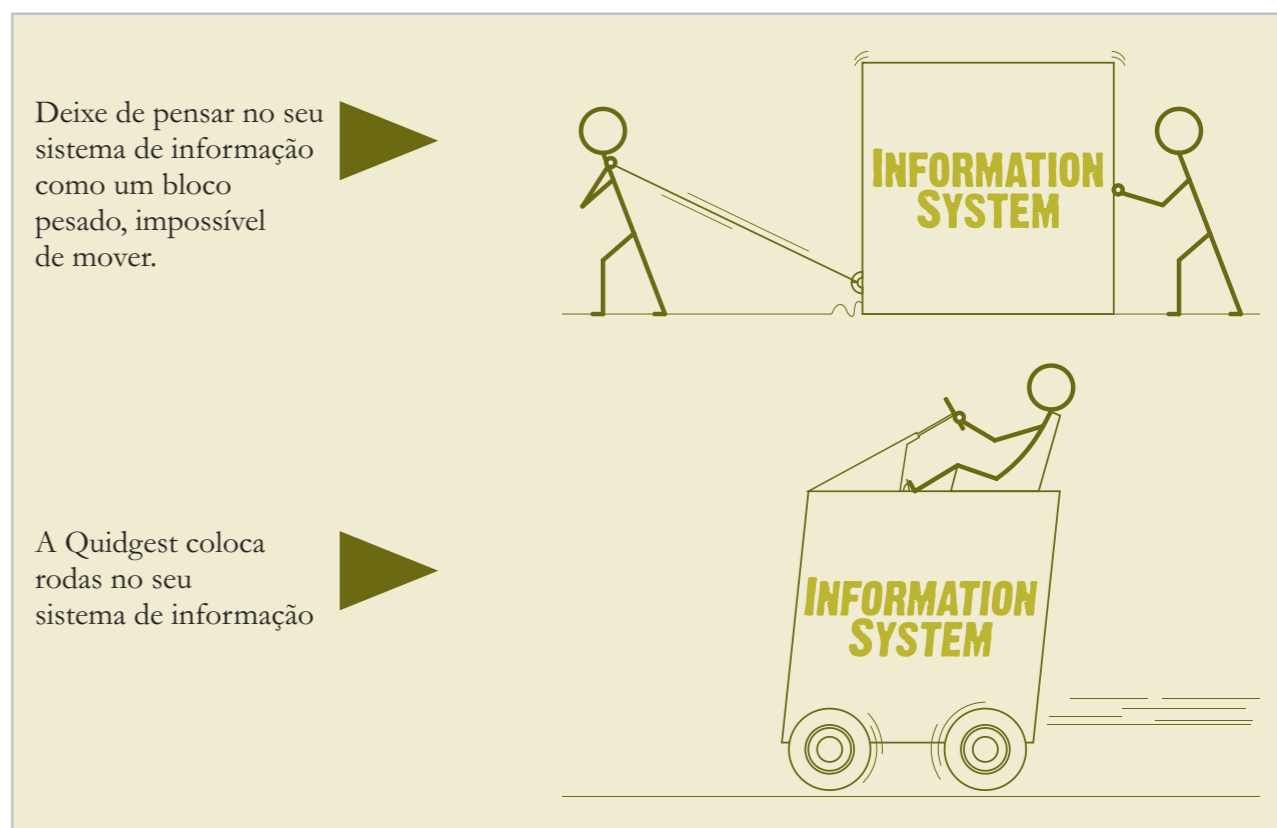 Deixe de pensar no seu
sistema de informação
como um bloco
pesado, impossível
de mover.
INFORMATION
SYSTEM
A Quidgest coloca
rodas no seu
sistema de informação
INFORMATION
SYSTEM